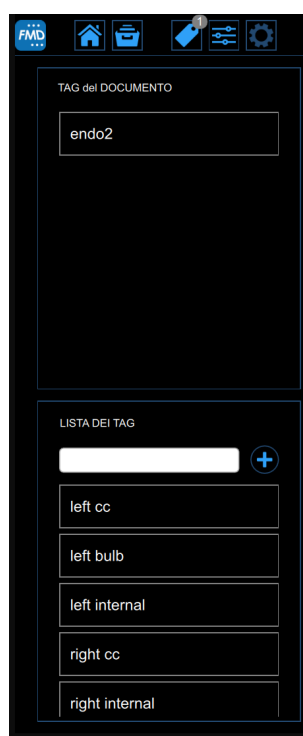 FMD
1
TAG del DOCUMENTO
endo2
LISTA DEI TAG
left cc
left bulb
left internal
right cc
right internal